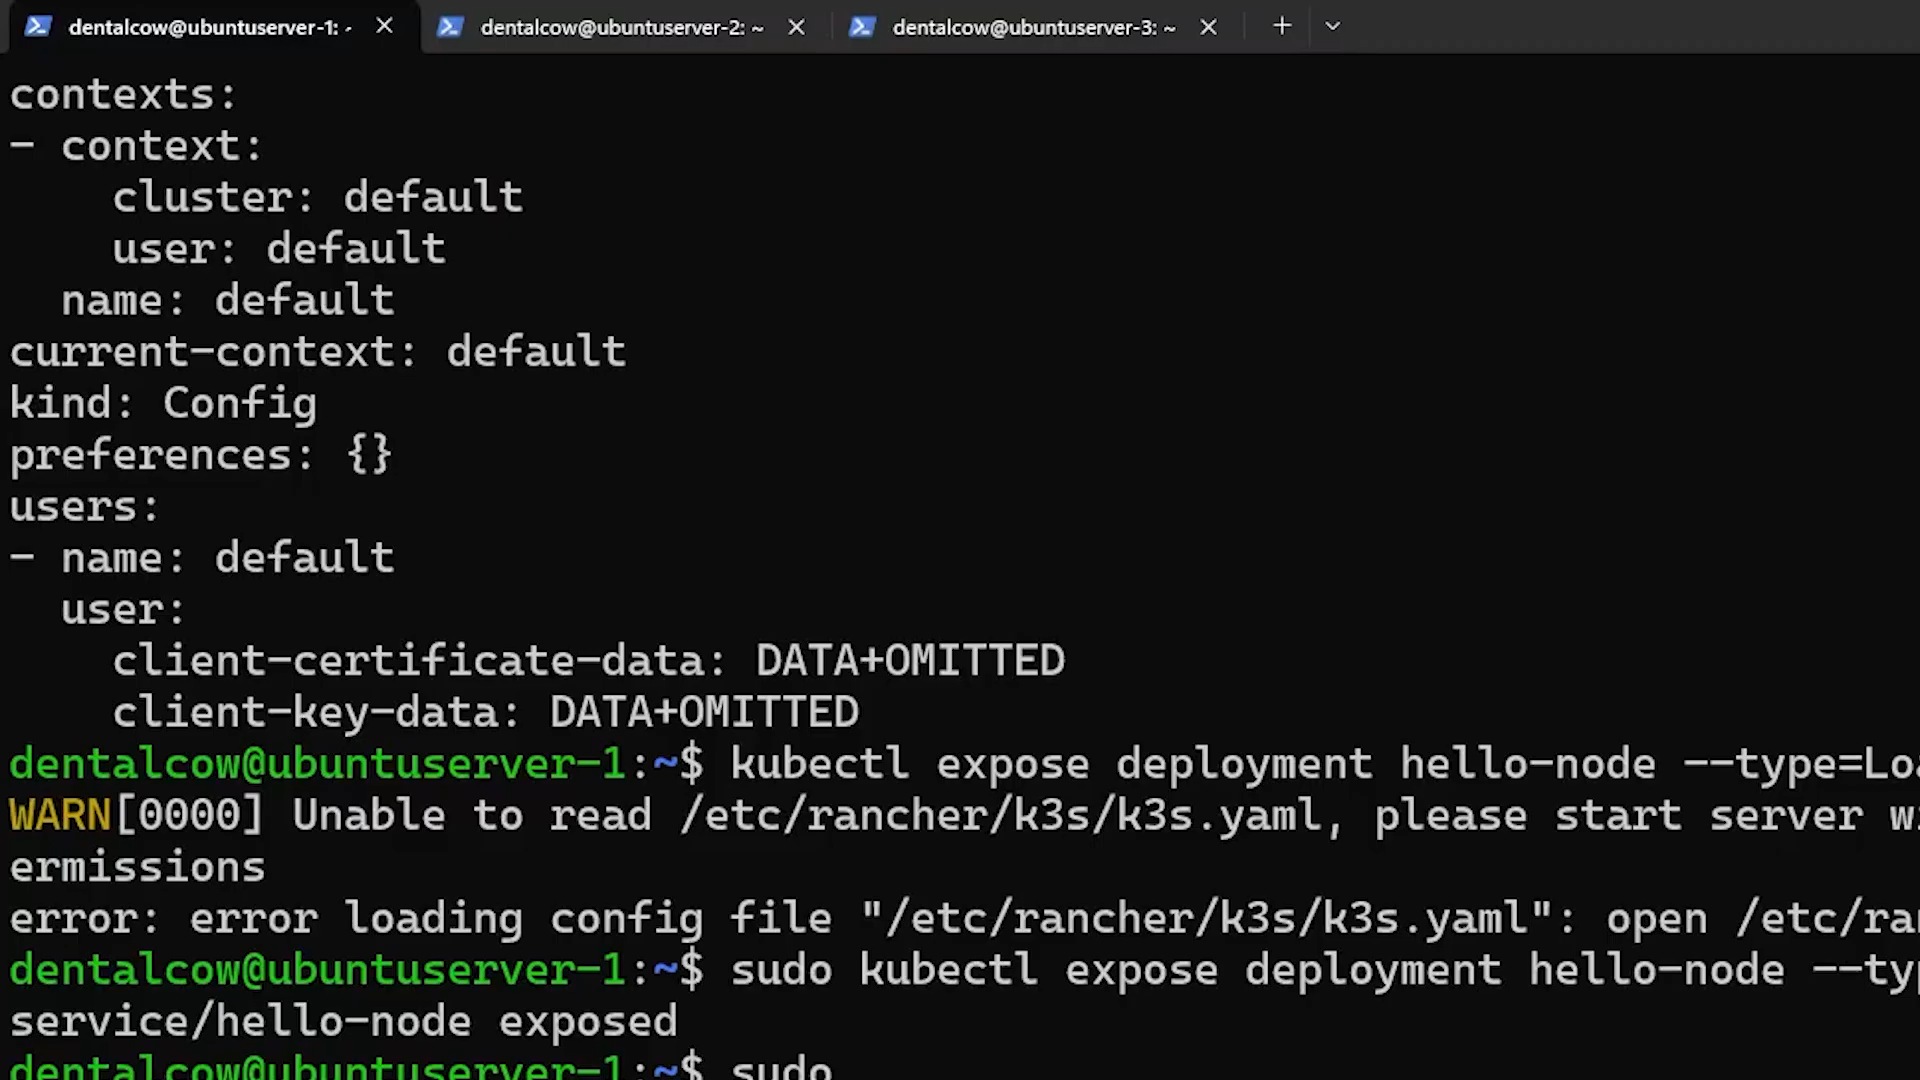 dentalcow@ubuntuserver-1: ~
dentalcow@ubuntuserver-2: ~
dentalcow@ubuntuserver-3: ~
contexts:
- context:
    cluster: default
    user: default
  name: default
current-context: default
kind: Config
preferences: {}
users:
- name: default
  user:
    client-certificate-data: DATA+OMITTED
    client-key-data: DATA+OMITTED
dentalcow@ubuntuserver-1:~$ kubectl expose deployment hello-node --type=Loa
WARN[0000] Unable to read /etc/rancher/k3s/k3s.yaml, please start server wi
ermissions
error: error loading config file "/etc/rancher/k3s/k3s.yaml": open /etc/ran
dentalcow@ubuntuserver-1:~$ sudo kubectl expose deployment hello-node --typ
service/hello-node exposed
dentalcow@ubuntuserver-1:~$ sudo